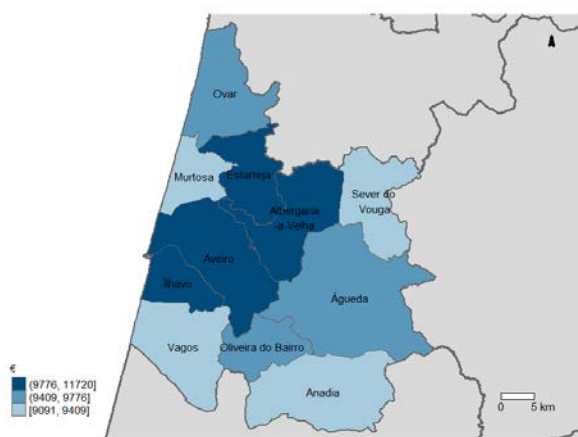 Ovar
Murtosa
Estarreja
Albergaria
-a-Velha
Sever do
Vouga
Aveiro
Ílhavo
Águeda
Vagos
Oliveira do Bairro
Anadia
€
(9776, 11720]
(9409, 9776]
[9091, 9409]
0 5 km